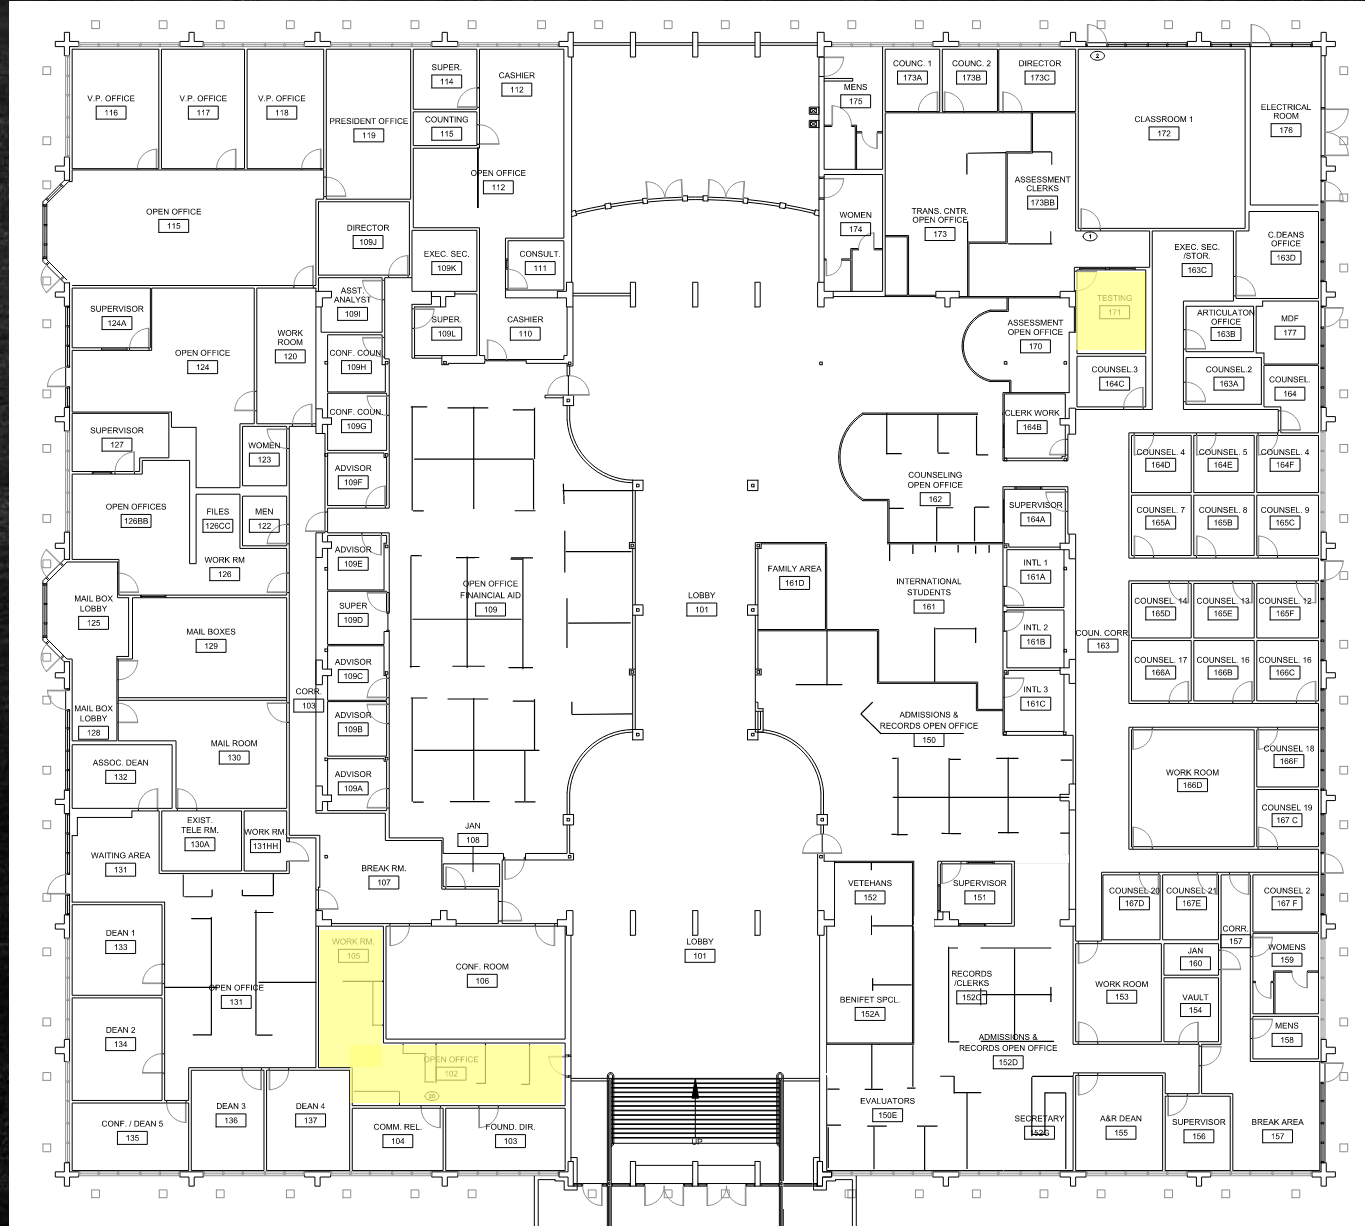 V.P. OFFICE
116
V.P. OFFICE
117
V.P. OFFICE
118
PRESIDENT OFFICE
119
SUPER.
114
COUNTING
115
CASHIER
112
OPEN OFFICE
112
OPEN OFFICE
115
DIRECTOR
109J
EXEC. SEC.
109K
CONSULT.
111
ASST.
ANALYST
109I
SUPER.
109L
CASHIER
110
SUPERVISOR
124A
OPEN OFFICE
124
WORK
ROOM
120
CONF. COUN.
109H
CONF. COUN.
109G
SUPERVISOR
127
WOMEN
123
ADVISOR
109F
OPEN OFFICES
126BB
FILES
126CC
MEN
122
WORK RM
126
ADVISOR
109E
OPEN OFFICE
FINANCIAL AID
109
SUPER
109D
MAIL BOX
LOBBY
125
MAIL BOXES
129
ADVISOR
109C
CORR.
103
MAIL BOX
LOBBY
128
ADVISOR
109B
MAIL ROOM
130
ASSOC. DEAN
132
ADVISOR
109A
EXIST.
TELE RM.
130A
WORK RM.
131HH
JAN
108
WAITING AREA
131
BREAK RM.
107
DEAN 1
133
WORK RM.
105
CONF. ROOM
106
OPEN OFFICE
131
DEAN 2
134
OPEN OFFICE
102
20
DEAN 3
136
DEAN 4
137
CONF. / DEAN 5
135
COMM. REL.
104
FOUND. DIR.
103
LOBBY
101
LOBBY
101
UP
MENS
175
COUNC. 1
173A
COUNC. 2
173B
DIRECTOR
173C
2
CLASSROOM 1
172
ELECTRICAL
ROOM
176
ASSESSMENT
CLERKS
173BB
WOMEN
174
TRANS. CNTR.
OPEN OFFICE
173
1
EXEC. SEC.
/STOR.
163C
C.DEANS
OFFICE
163D
TESTING
171
ASSESSMENT
OPEN OFFICE
170
ARTICULATON
OFFICE
163B
MDF
177
COUNSEL.3
164C
COUNSEL.2
163A
COUNSEL.
164
CLERK WORK
164B
COUNSELING
OPEN OFFICE
162
COUNSEL. 4
164D
COUNSEL. 5
164E
COUNSEL. 4
164F
SUPERVISOR
164A
COUNSEL. 7
165A
COUNSEL. 8
165B
COUNSEL. 9
165C
FAMILY AREA
161D
INTERNATIONAL
STUDENTS
161
INTL 1
161A
COUNSEL. 14
165D
COUNSEL. 13
165E
COUNSEL. 12
165F
INTL 2
161B
COUN. CORR.
163
COUNSEL. 17
166A
COUNSEL. 16
166B
COUNSEL. 16
166C
INTL 3
161C
ADMISSIONS &
RECORDS OPEN OFFICE
150
WORK ROOM
166D
COUNSEL 18
166F
COUNSEL 19
167 C
VETEHANS
152
SUPERVISOR
151
COUNSEL 20
167D
COUNSEL 21
167E
COUNSEL 2
167 F
CORR.
157
JAN
160
WOMENS
159
RECORDS
/CLERKS
152C
WORK ROOM
153
VAULT
154
BENIFET SPCL.
152A
MENS
158
ADMISSIONS &
RECORDS OPEN OFFICE
152D
EVALUATORS
150E
SECRETARY
152G
A&R DEAN
155
SUPERVISOR
156
BREAK AREA
157